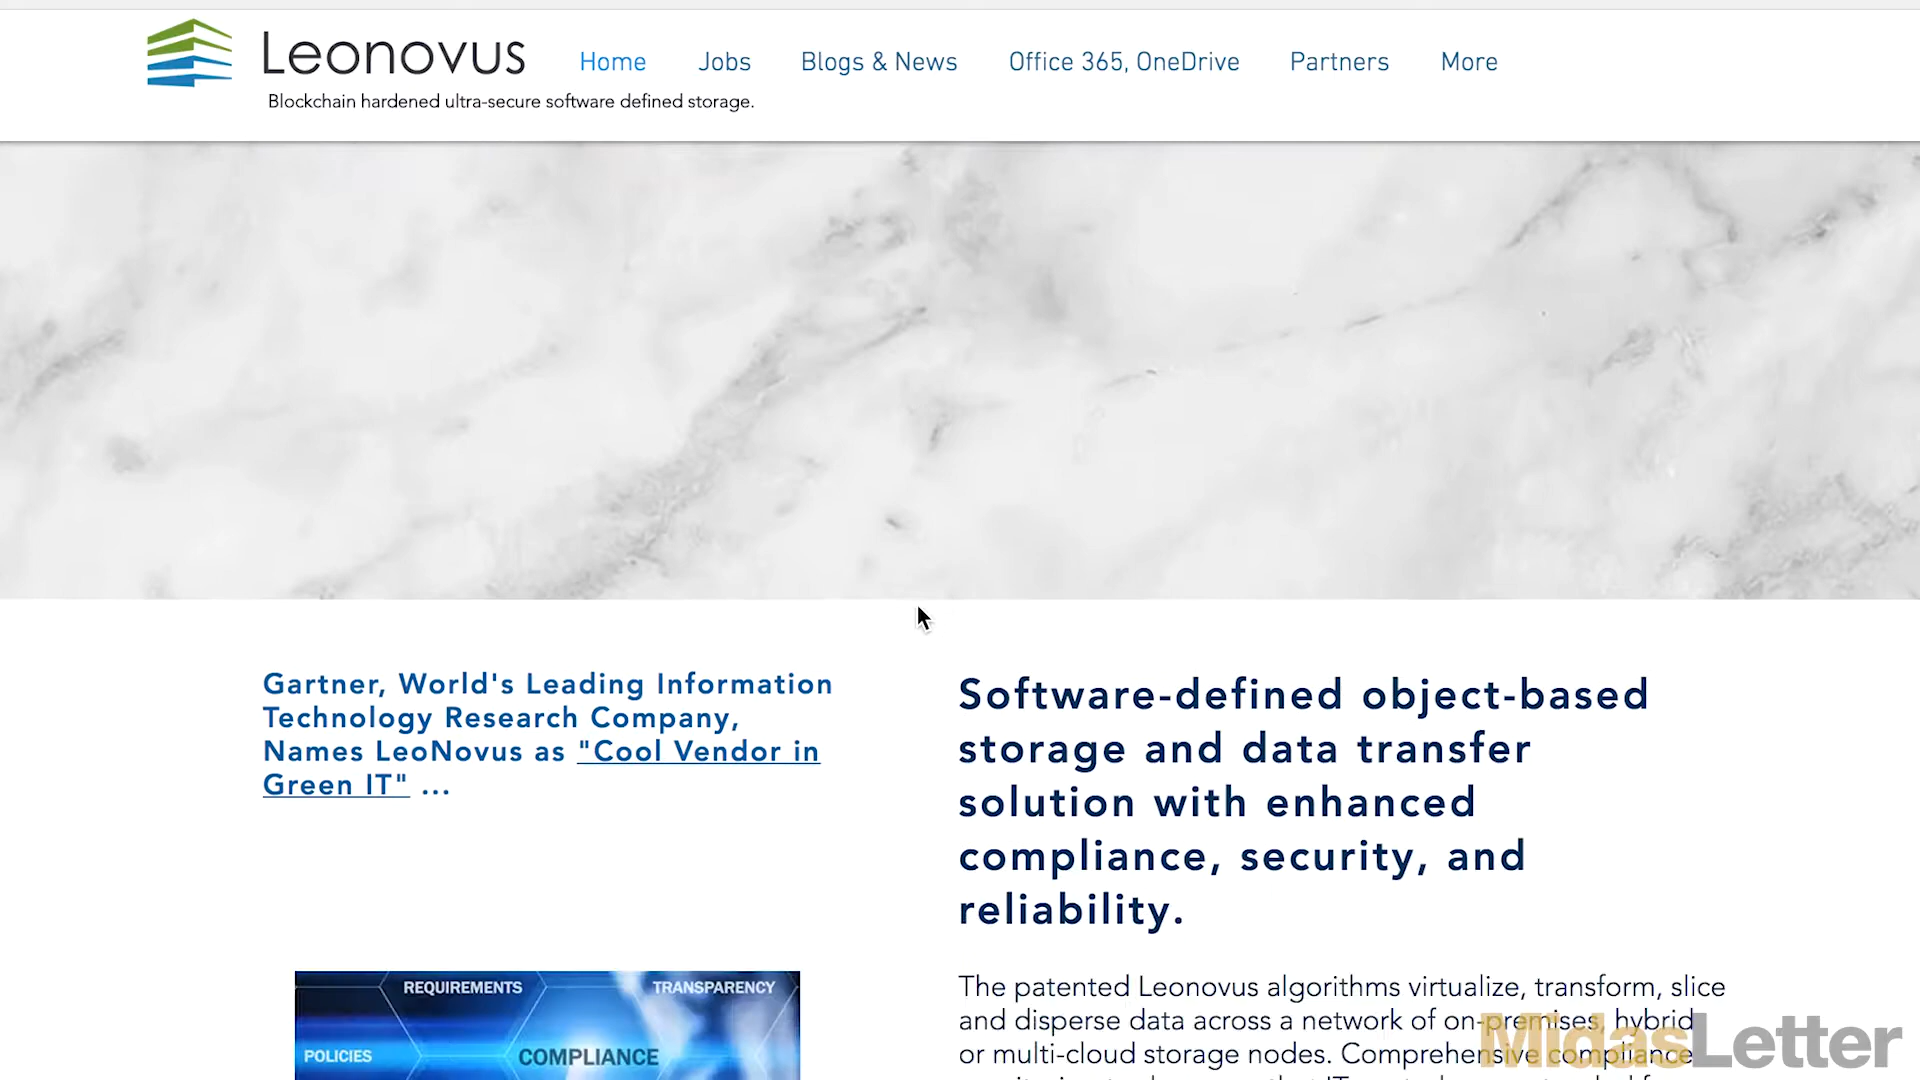 Leonovus
Home Jobs Blogs & News Office 365, OneDrive Partners More
Blockchain hardened ultra-secure software defined storage.
Gartner, World's Leading Information
Technology Research Company,
Names LeoNovus as "Cool Vendor in
Green IT" ...
Software-defined object-based
storage and data transfer
solution with enhanced
compliance, security, and
reliability.
REQUIREMENTS TRANSPARENCY
POLICIES COMPLIANCE
The patented Leonovus algorithms virtualize, transform, slice
and disperse data across a network of on-premises, hybrid
or multi-cloud storage nodes. Comprehensive compliance
MidasLetter